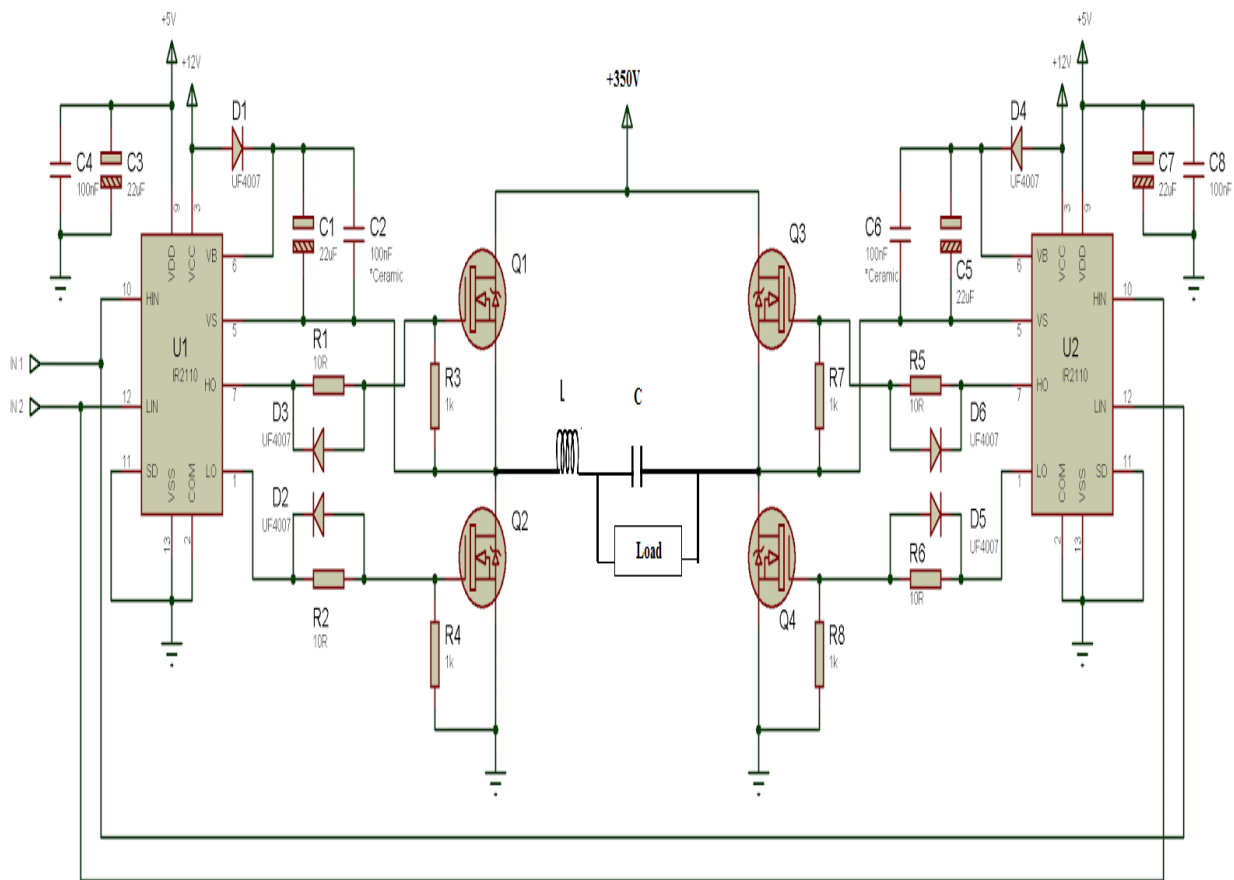 +5V
+12V
+350V
+5V
+12V
D1
UF4007
D4
UF4007
C4
100nF
C3
22uF
C1
22uF
C2
100nF
*Ceramic
C6
100nF
*Ceramic
C5
22uF
C7
22uF
C8
100nF
9
3
VDD
VCC
VB
6
VS
5
HO
7
LO
1
10
HIN
12
LIN
11
SD
VSS
COM
13
2
U1
IR2110
IN 1
IN 2
R1
10R
D3
UF4007
D2
UF4007
R2
10R
R3
1k
R4
1k
Q1
Q2
L
C
Load
Q3
Q4
R7
1k
R8
1k
R5
10R
D6
UF4007
D5
UF4007
R6
10R
3
9
VCC
VDD
6
VB
5
VS
7
HO
1
LO
HIN
10
LIN
12
SD
11
COM
VSS
2
13
U2
IR2110